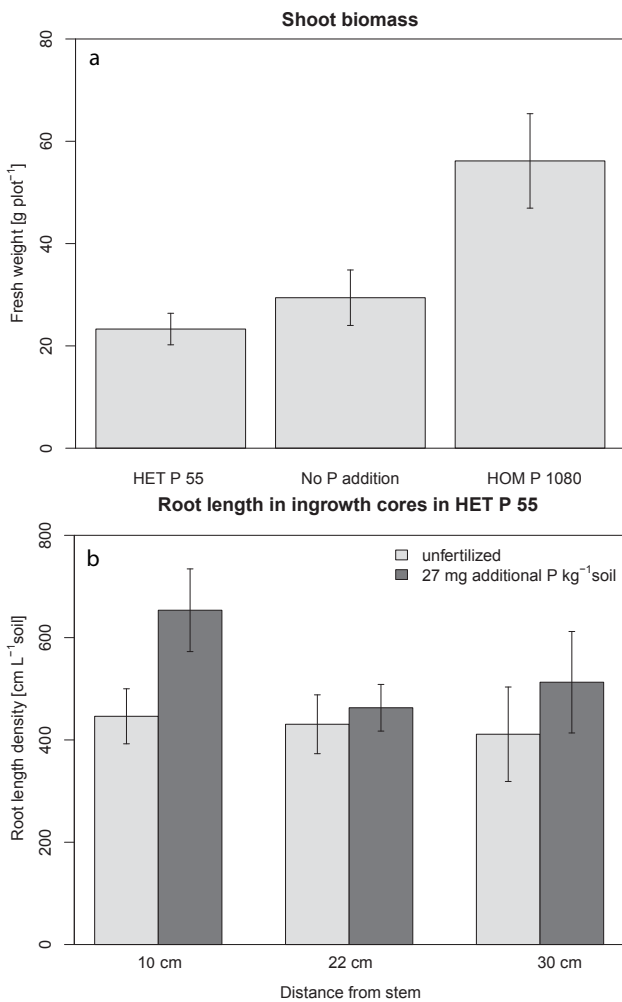 Shoot biomass
a
80
60
40
20
0
Fresh weight [g plot⁻¹]
HET P 55 No P addition HOM P 1080
Root length in ingrowth cores in HET P 55
b
unfertilized
27 mg additional P kg⁻¹soil
800
600
400
200
0
Root length density [cm L⁻¹soil]
10 cm 22 cm 30 cm
Distance from stem